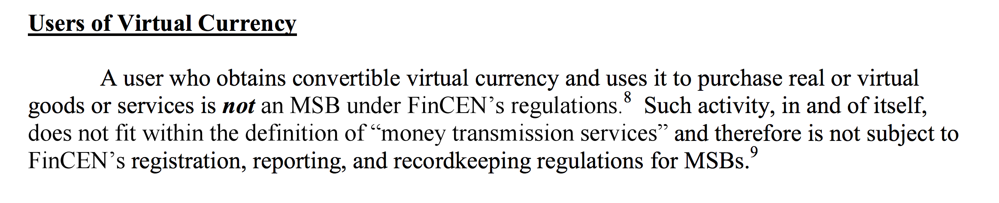 Users of Virtual Currency
A user who obtains convertible virtual currency and uses it to purchase real or virtual
goods or services is not an MSB under FinCEN’s regulations.8 Such activity, in and of itself,
does not fit within the definition of “money transmission services” and therefore is not subject to
FinCEN’s registration, reporting, and recordkeeping regulations for MSBs.9